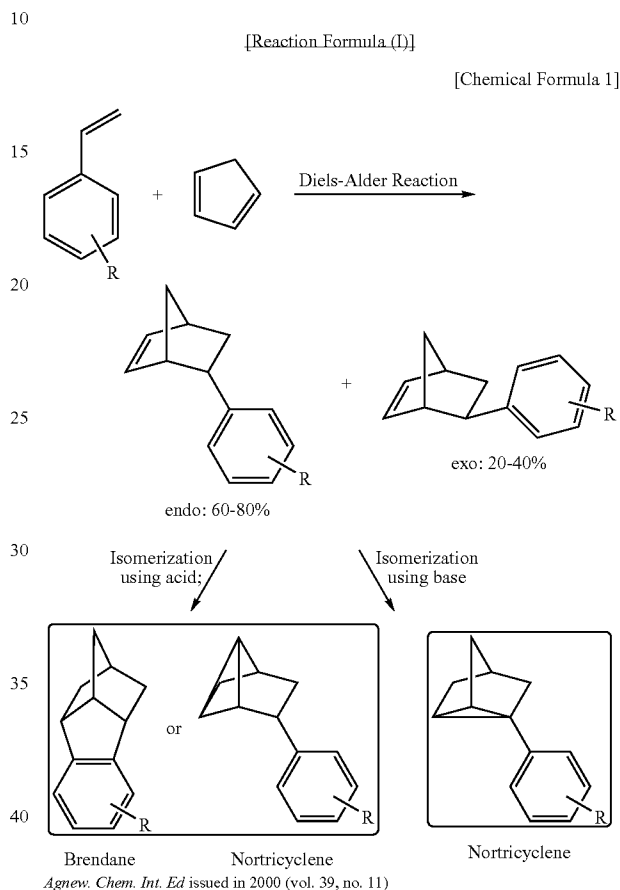 10
[Reaction Formula (I)]
[Chemical Formula 1]
15
+
Diels-Alder Reaction
R
20
+
25
R
R
exo: 20-40%
endo: 60-80%
30
Isomerization using acid;
Isomerization using base
35
or
40
R
R
R
Brendane
Nortricyclene
Nortricyclene
Agnew. Chem. Int. Ed issued in 2000 (vol. 39, no. 11)